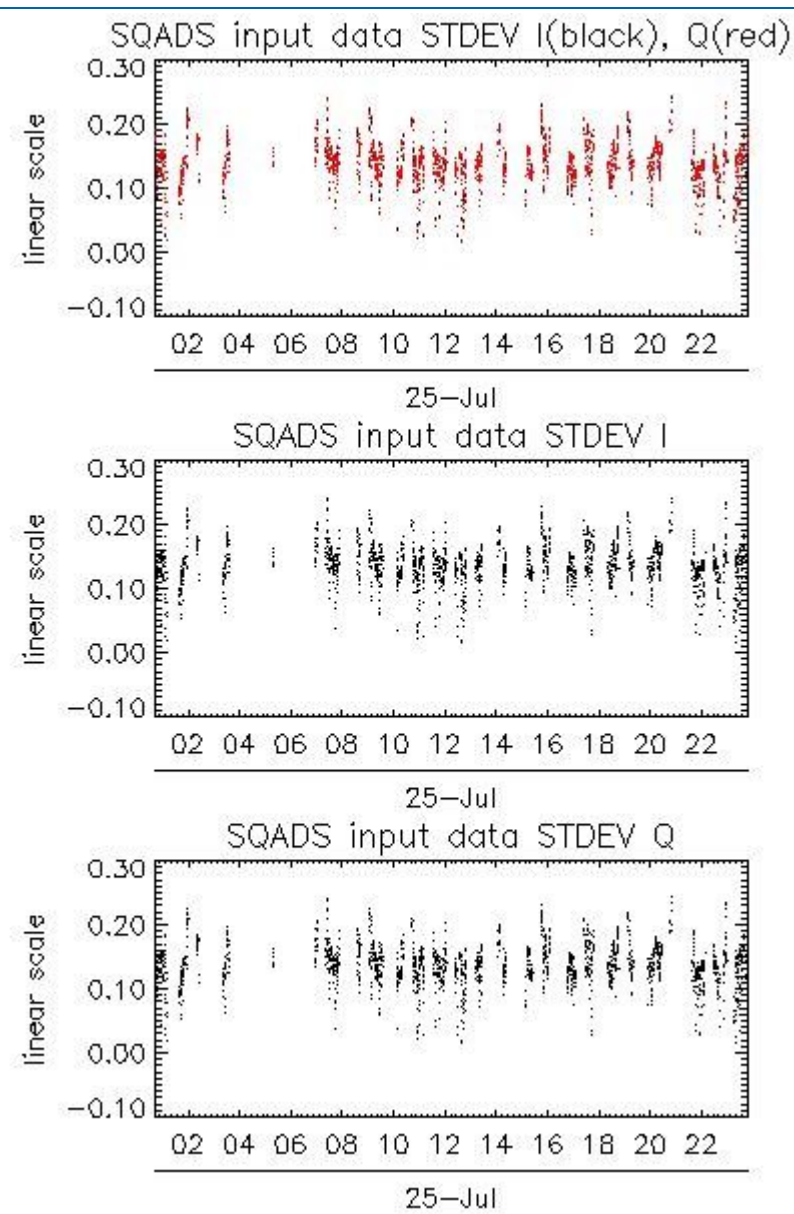 SQADS input data STDEV I(black), Q(red)
0.30
0.20
0.10
0.00
−0.10
linear scale
02 04 06 08 10 12 14 16 18 20 22
25−Jul
SQADS input data STDEV I
0.30
0.20
0.10
0.00
−0.10
linear scale
02 04 06 08 10 12 14 16 18 20 22
25−Jul
SQADS input data STDEV Q
0.30
0.20
0.10
0.00
−0.10
linear scale
02 04 06 08 10 12 14 16 18 20 22
25−Jul